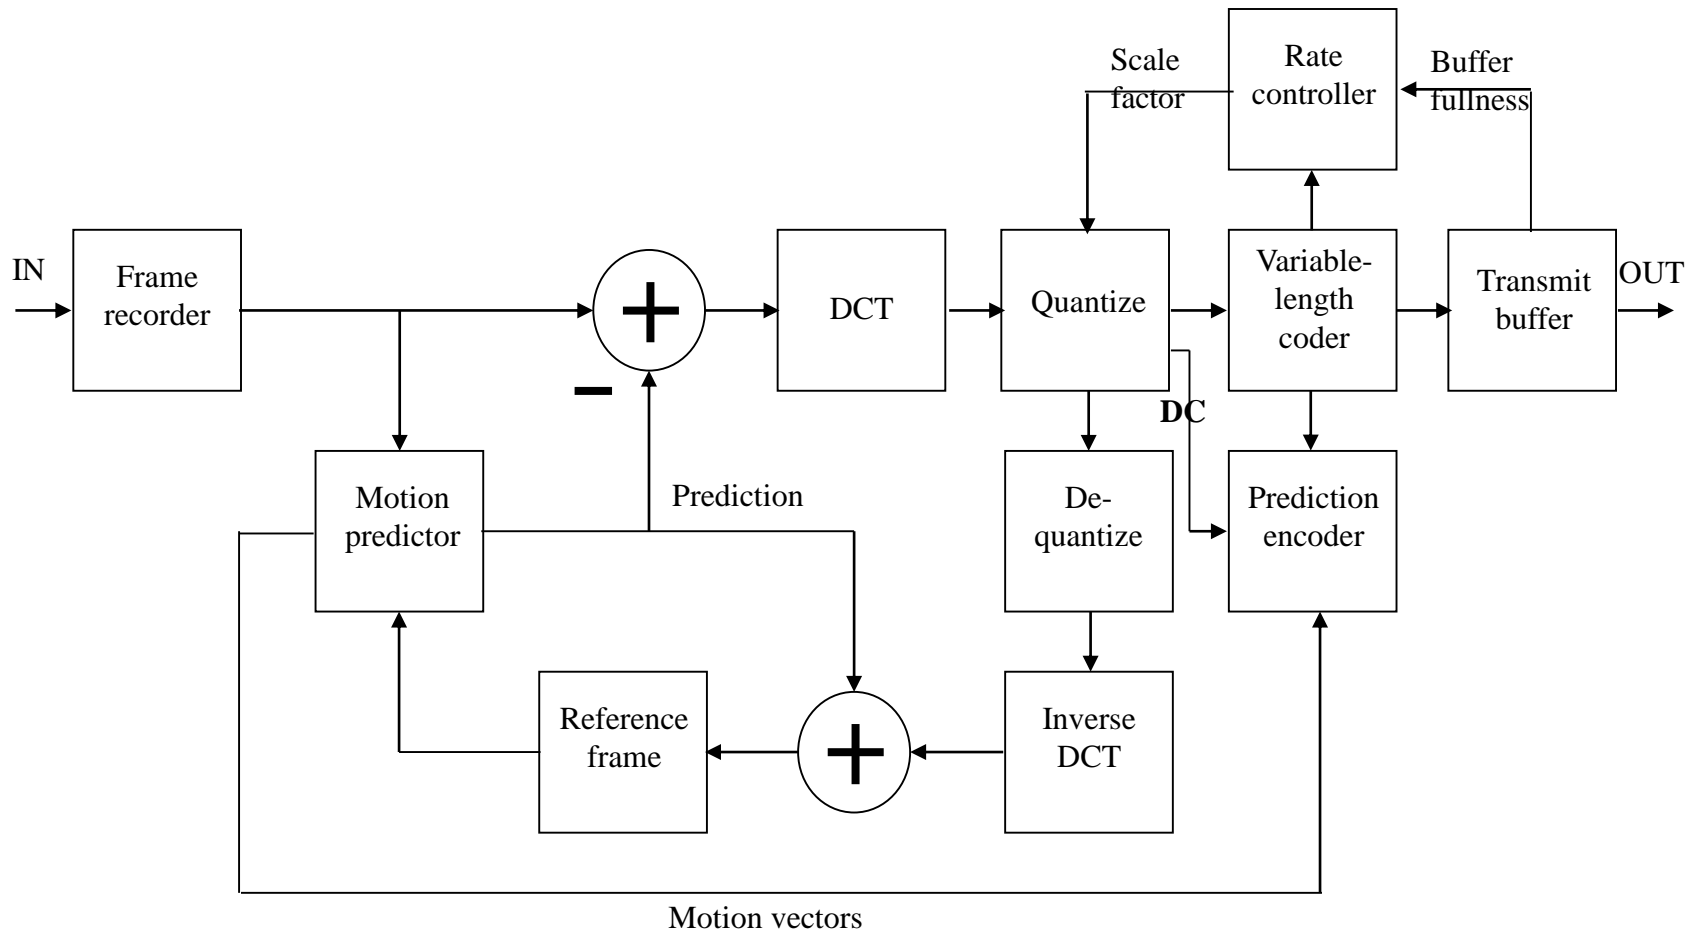 Scale
factor
Rate
controller
Buffer
fullness
IN
Frame
recorder
DCT
Quantize
Variable-
length
coder
Transmit
buffer
OUT
DC
Motion
predictor
Prediction
De-
quantize
Prediction
encoder
Reference
frame
Inverse
DCT
Motion vectors